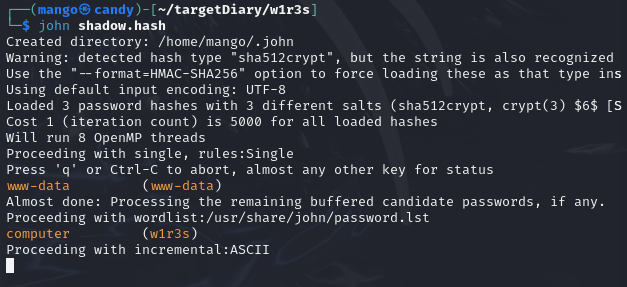 ┌──(mango㉿candy)-[~/targetDiary/w1r3s]
└─$ john shadow.hash
Created directory: /home/mango/.john
Warning: detected hash type "sha512crypt", but the string is also recognized
Use the "--format=HMAC-SHA256" option to force loading these as that type ins
Using default input encoding: UTF-8
Loaded 3 password hashes with 3 different salts (sha512crypt, crypt(3) $6$ [S
Cost 1 (iteration count) is 5000 for all loaded hashes
Will run 8 OpenMP threads
Proceeding with single, rules:Single
Press 'q' or Ctrl-C to abort, almost any other key for status
www-data         (www-data)
Almost done: Processing the remaining buffered candidate passwords, if any.
Proceeding with wordlist:/usr/share/john/password.lst
computer         (w1r3s)
Proceeding with incremental:ASCII